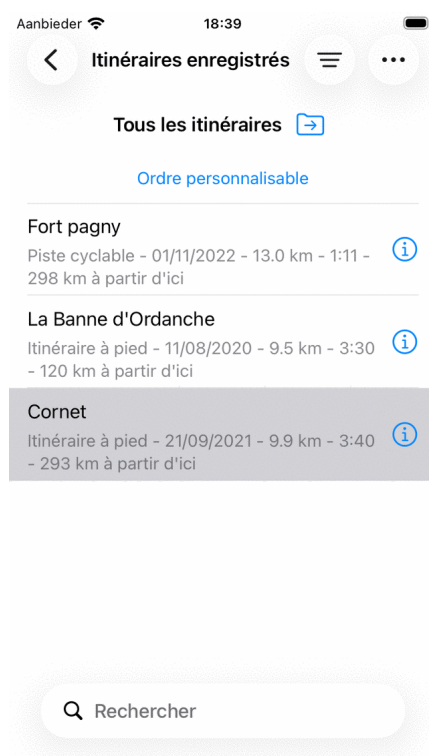 Aanbieder 18:39
Itinéraires enregistrés
Tous les itinéraires
Ordre personnalisable
Fort pagny
Piste cyclable - 01/11/2022 - 13.0 km - 1:11 -
298 km à partir d'ici
La Banne d'Ordanche
Itinéraire à pied - 11/08/2020 - 9.5 km - 3:30
- 120 km à partir d'ici
Cornet
Itinéraire à pied - 21/09/2021 - 9.9 km - 3:40
- 293 km à partir d'ici
Rechercher